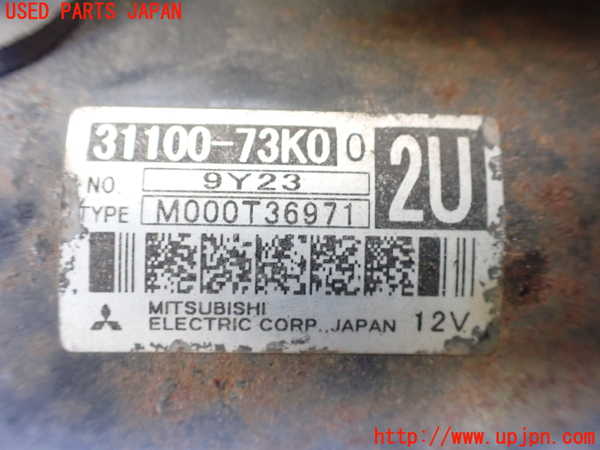 USED PARTS JAPAN
31100-73K0 0
2U
NO 9Y23
TYPE M000T36971
MITSUBISHI
ELECTRIC CORP., JAPAN 12V
http://www.upjpn.com/